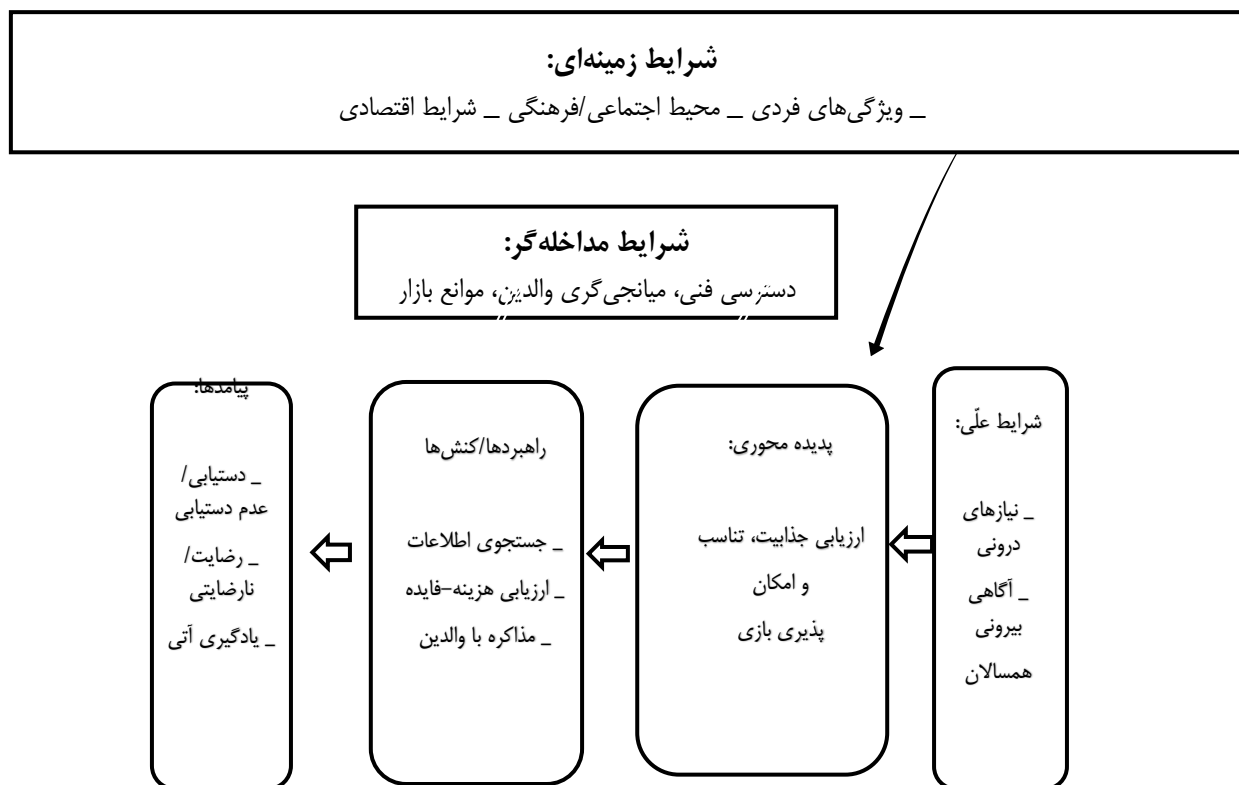 شرایط زمینه‌ای:
_ ویژگی‌های فردی _ محیط اجتماعی/فرهنگی _ شرایط اقتصادی
شرایط مداخله‌گر:
دسترسی فنی، میانجی‌گری والدین، موانع بازار
شرایط علّی:
_ نیازهای
درونی
_ آگاهی
بیرونی
همسالان
پدیده محوری:
ارزیابی جذابیت، تناسب
و امکان
پذیری بازی
راهبردها/کنش‌ها
_ جستجوی اطلاعات
_ ارزیابی هزینه–فایده
_ مذاکره با والدین
پیامدها:
_ دستیابی/
عدم دستیابی
_ رضایت/
نارضایتی
_ یادگیری آتی